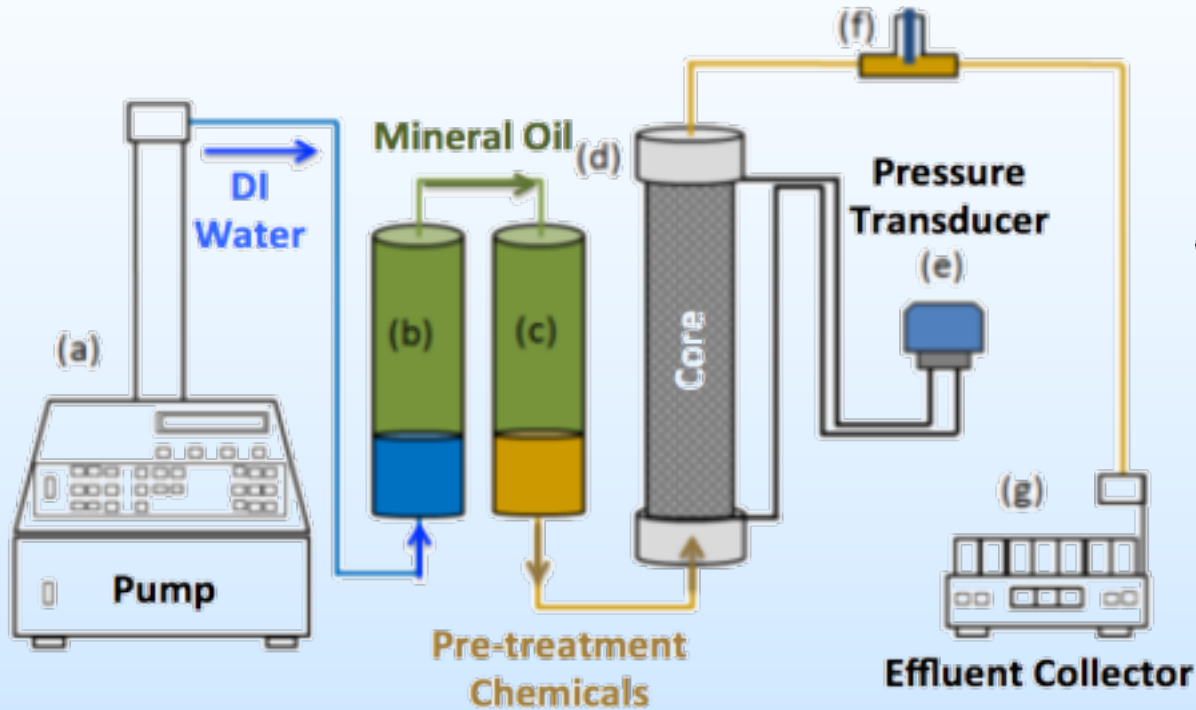 (f)
Mineral Oil
(d)
DI
Water
Pressure
Transducer
(e)
(a)
(b)
(c)
Core
(g)
Pump
Pre-treatment
Chemicals
Effluent Collector